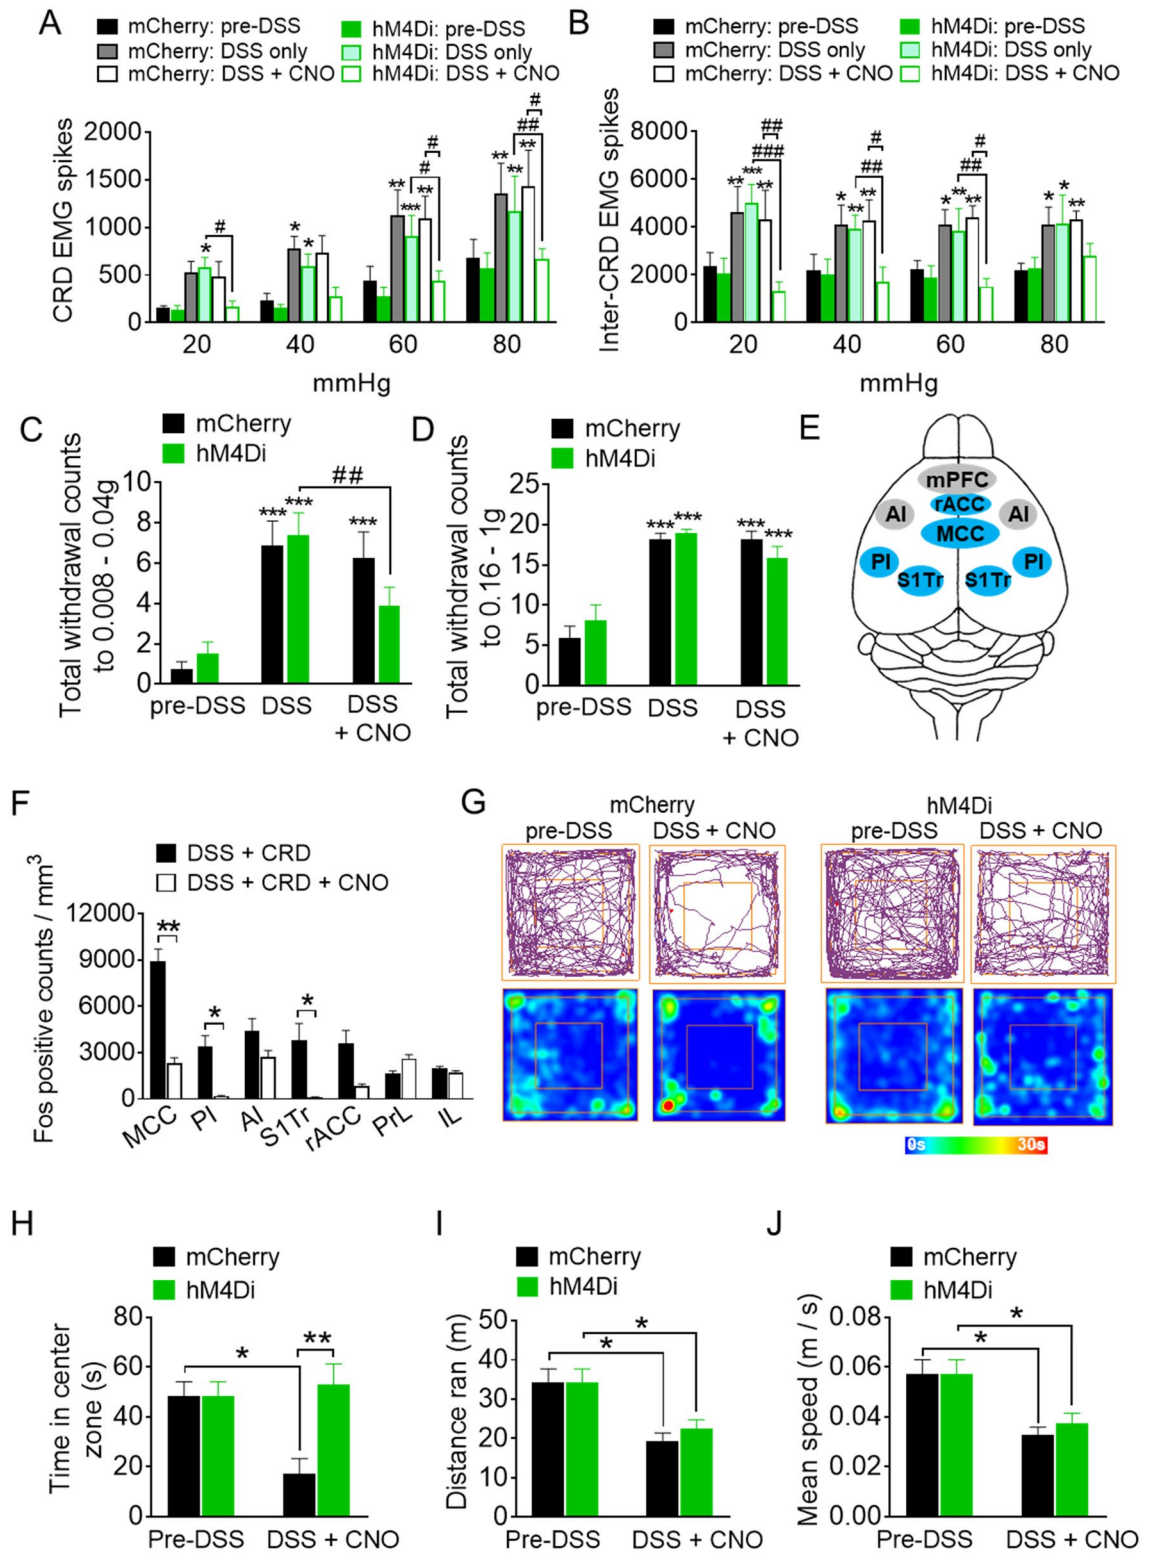 A
mCherry: pre-DSS
hM4Di: pre-DSS
mCherry: DSS only
hM4Di: DSS only
mCherry: DSS + CNO
hM4Di: DSS + CNO
CRD EMG spikes
2000
1500
1000
500
0
*
#
*
*
**
***
**
#
#
**
**
**
##
#
20
40
60
80
mmHg
B
mCherry: pre-DSS
hM4Di: pre-DSS
mCherry: DSS only
hM4Di: DSS only
mCherry: DSS + CNO
hM4Di: DSS + CNO
Inter-CRD EMG spikes
8000
6000
4000
2000
0
**
***
**
###
##
*
**
**
##
#
*
**
**
##
#
*
*
**
20
40
60
80
mmHg
C
mCherry
hM4Di
Total withdrawal counts
to 0.008 - 0.04g
10
8
6
4
2
0
***
***
***
##
pre-DSS
DSS
DSS
+ CNO
D
mCherry
hM4Di
Total withdrawal counts
to 0.16 - 1g
25
20
15
10
5
0
***
***
***
***
pre-DSS
DSS
DSS
+ CNO
E
mPFC
rACC
AI
AI
MCC
PI
PI
S1Tr
S1Tr
F
DSS + CRD
DSS + CRD + CNO
Fos positive counts / mm3
12000
9000
6000
3000
0
**
*
*
MCC
PI
AI
S1Tr
rACC
PrL
IL
G
mCherry
hM4Di
pre-DSS
DSS + CNO
pre-DSS
DSS + CNO
0s
30s
H
mCherry
hM4Di
Time in center
zone (s)
80
60
40
20
0
*
**
Pre-DSS
DSS + CNO
I
mCherry
hM4Di
Distance ran (m)
50
40
30
20
10
0
*
*
Pre-DSS
DSS + CNO
J
mCherry
hM4Di
Mean speed (m / s)
0.08
0.06
0.04
0.02
0.00
*
*
Pre-DSS
DSS + CNO